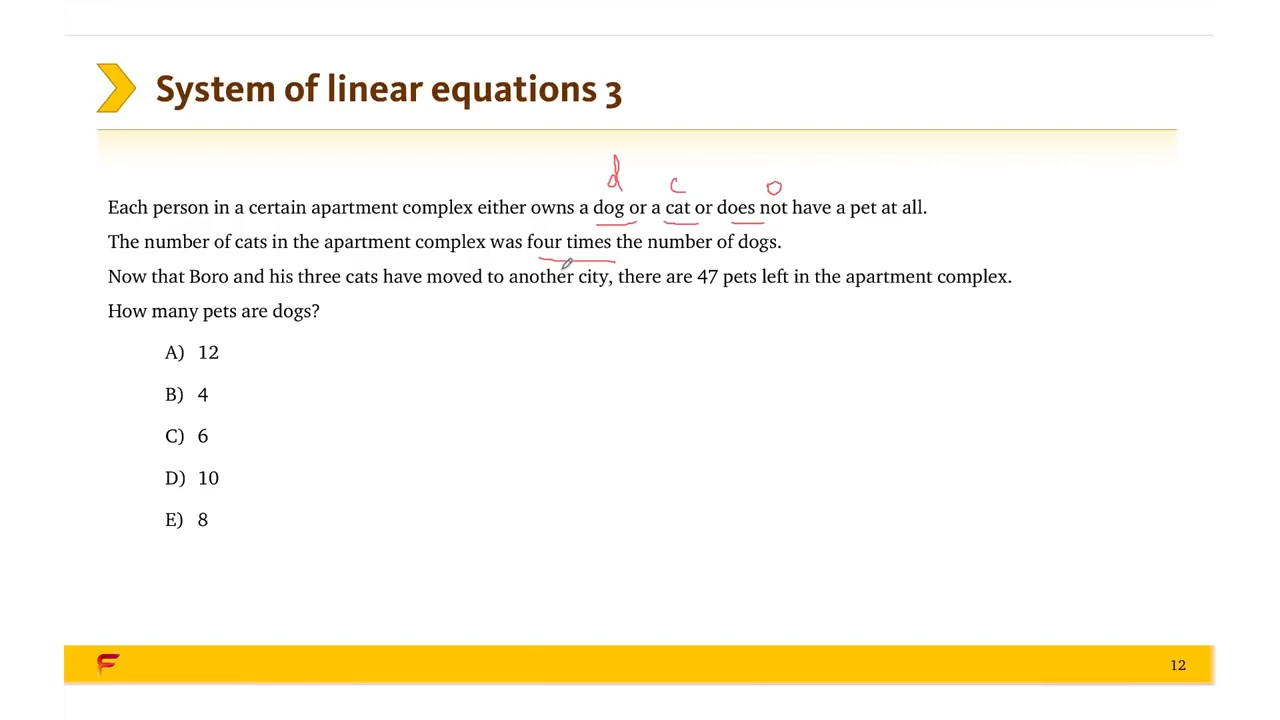 System of linear equations 3
d c o
Each person in a certain apartment complex either owns a dog or a cat or does not have a pet at all.
The number of cats in the apartment complex was four times the number of dogs.
Now that Boro and his three cats have moved to another city, there are 47 pets left in the apartment complex.
How many pets are dogs?
A) 12
B) 4
C) 6
D) 10
E) 8
F
12